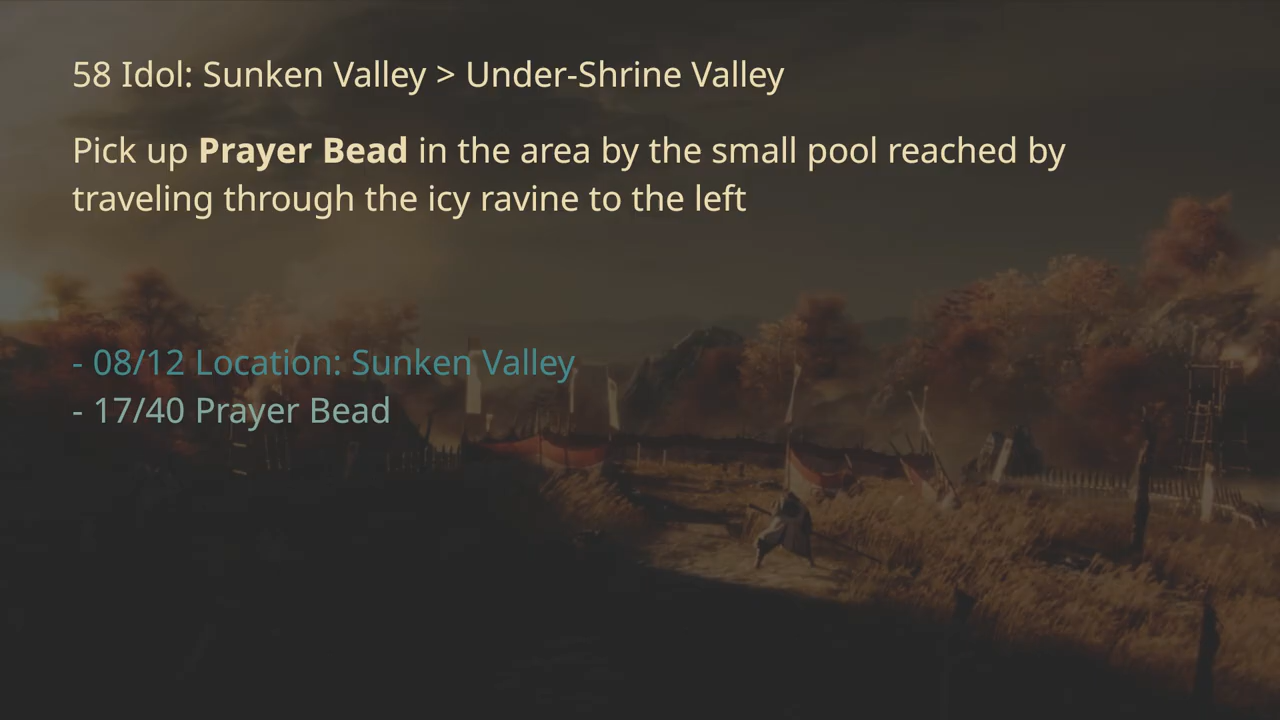 58 Idol: Sunken Valley > Under-Shrine Valley
Pick up Prayer Bead in the area by the small pool reached by
traveling through the icy ravine to the left
- 08/12 Location: Sunken Valley
- 17/40 Prayer Bead